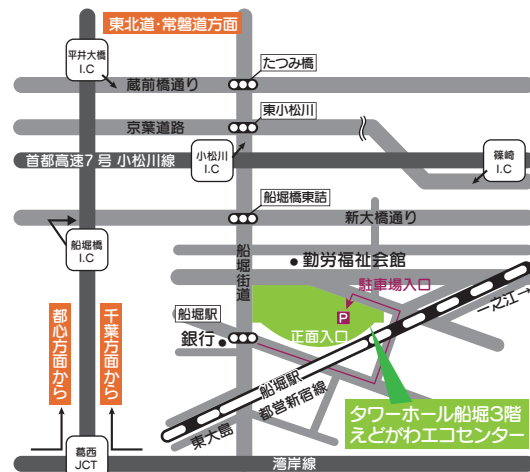 東北道・常磐道方面
平井大橋
I.C
たつみ橋
蔵前橋通り
東小松川
京葉道路
首都高速7号 小松川線
小松川
I.C
篠崎
I.C
船堀橋東詰
新大橋通り
船堀橋
I.C
船堀街道
勤労福祉会館
駐車場入口
P
一之江→
船堀駅
正面入口
銀行
都心方面から
千葉方面から
船堀駅
都営新宿線
東大島
タワーホール船堀3階
えどがわエコセンター
葛西
JCT
湾岸線